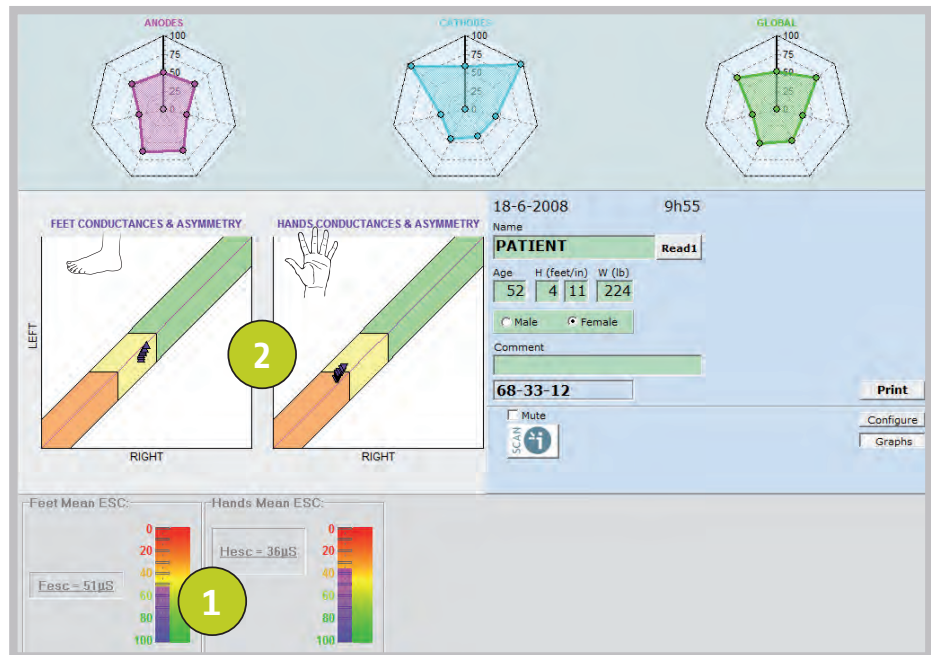 ANODES
100
75
50
25
0
CATHODES
100
75
50
25
0
GLOBAL
100
75
50
25
0
FEET CONDUCTANCES & ASYMMETRY
HANDS CONDUCTANCES & ASYMMETRY
LEFT
RIGHT
RIGHT
2
18-6-2008 9h55
Name
PATIENT Read1
Age H (feet/in) W (lb)
52 4 11 224
Male Female
Comment
68-33-12
Print
Mute
SCAN
i
Configure
Graphs
Feet Mean ESC:
Fesc = 51µS
0
20
40
60
80
100
1
Hands Mean ESC:
Hesc = 36µS
0
20
40
60
80
100